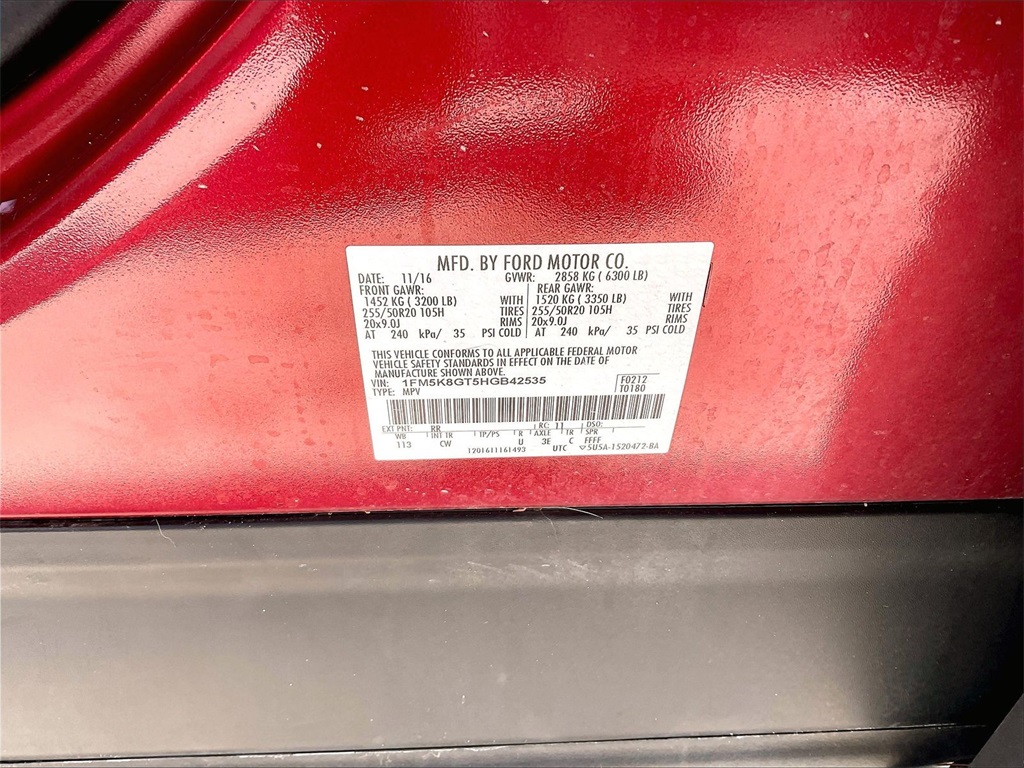 MFD. BY FORD MOTOR CO.
DATE: 11/16 GVWR: 2858 KG ( 6300 LB)
FRONT GAWR: REAR GAWR:
1452 KG ( 3200 LB) WITH 1520 KG ( 3350 LB) WITH
255/50R20 105H TIRES 255/50R20 105H TIRES
20x9.0J RIMS 20x9.0J RIMS
AT 240 kPa/ 35 PSI COLD AT 240 kPa/ 35 PSI COLD
THIS VEHICLE CONFORMS TO ALL APPLICABLE FEDERAL MOTOR
VEHICLE SAFETY STANDARDS IN EFFECT ON THE DATE OF
MANUFACTURE SHOWN ABOVE.
VIN: 1FM5K8GT5HGB42535 F0212
TYPE: MPV T0180
EXT PNT: RR RC: 11 DSO:
WB INT TR TP/PS R AXLE TR SPR
113 CW U 3E C FFFF
1201611161493 UTC 5U5A-1520472-BA